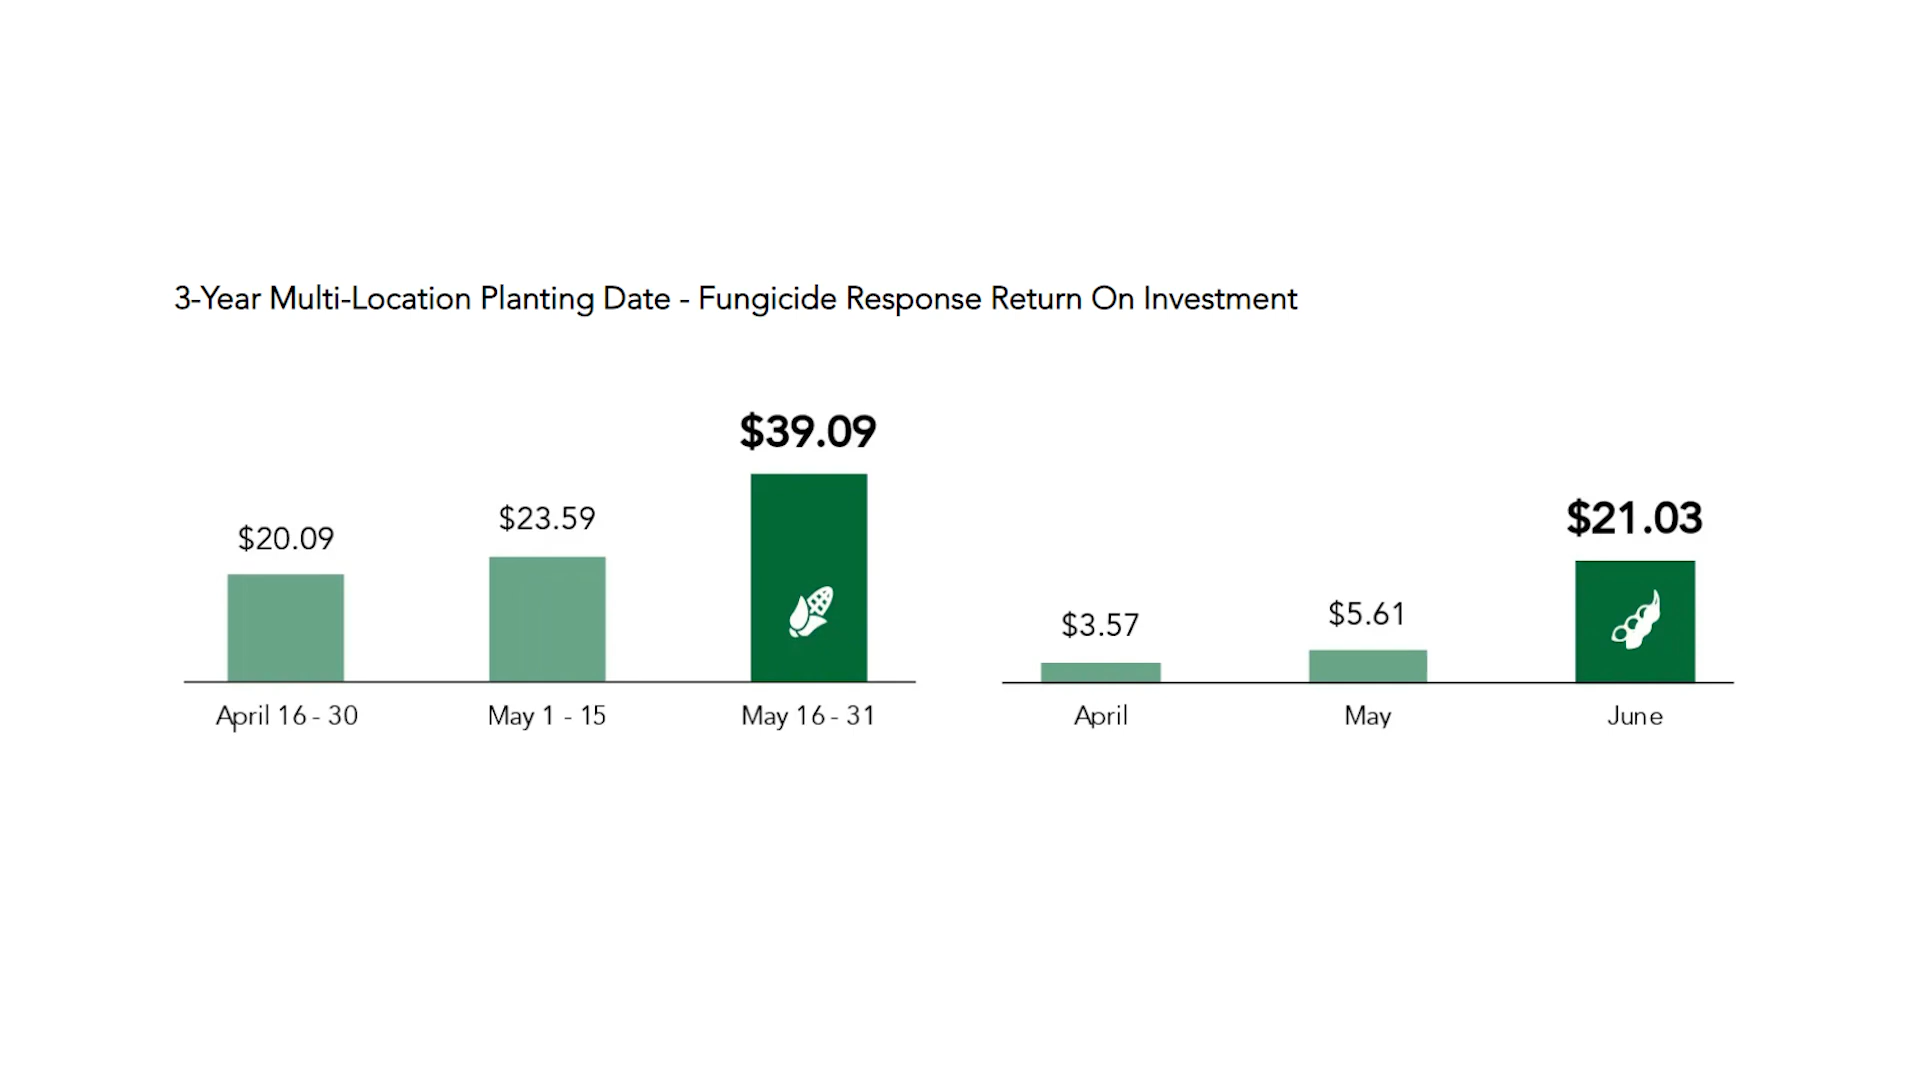 3-Year Multi-Location Planting Date - Fungicide Response Return On Investment
$20.09
$23.59
$39.09
April 16 - 30
May 1 - 15
May 16 - 31
$3.57
$5.61
$21.03
April
May
June